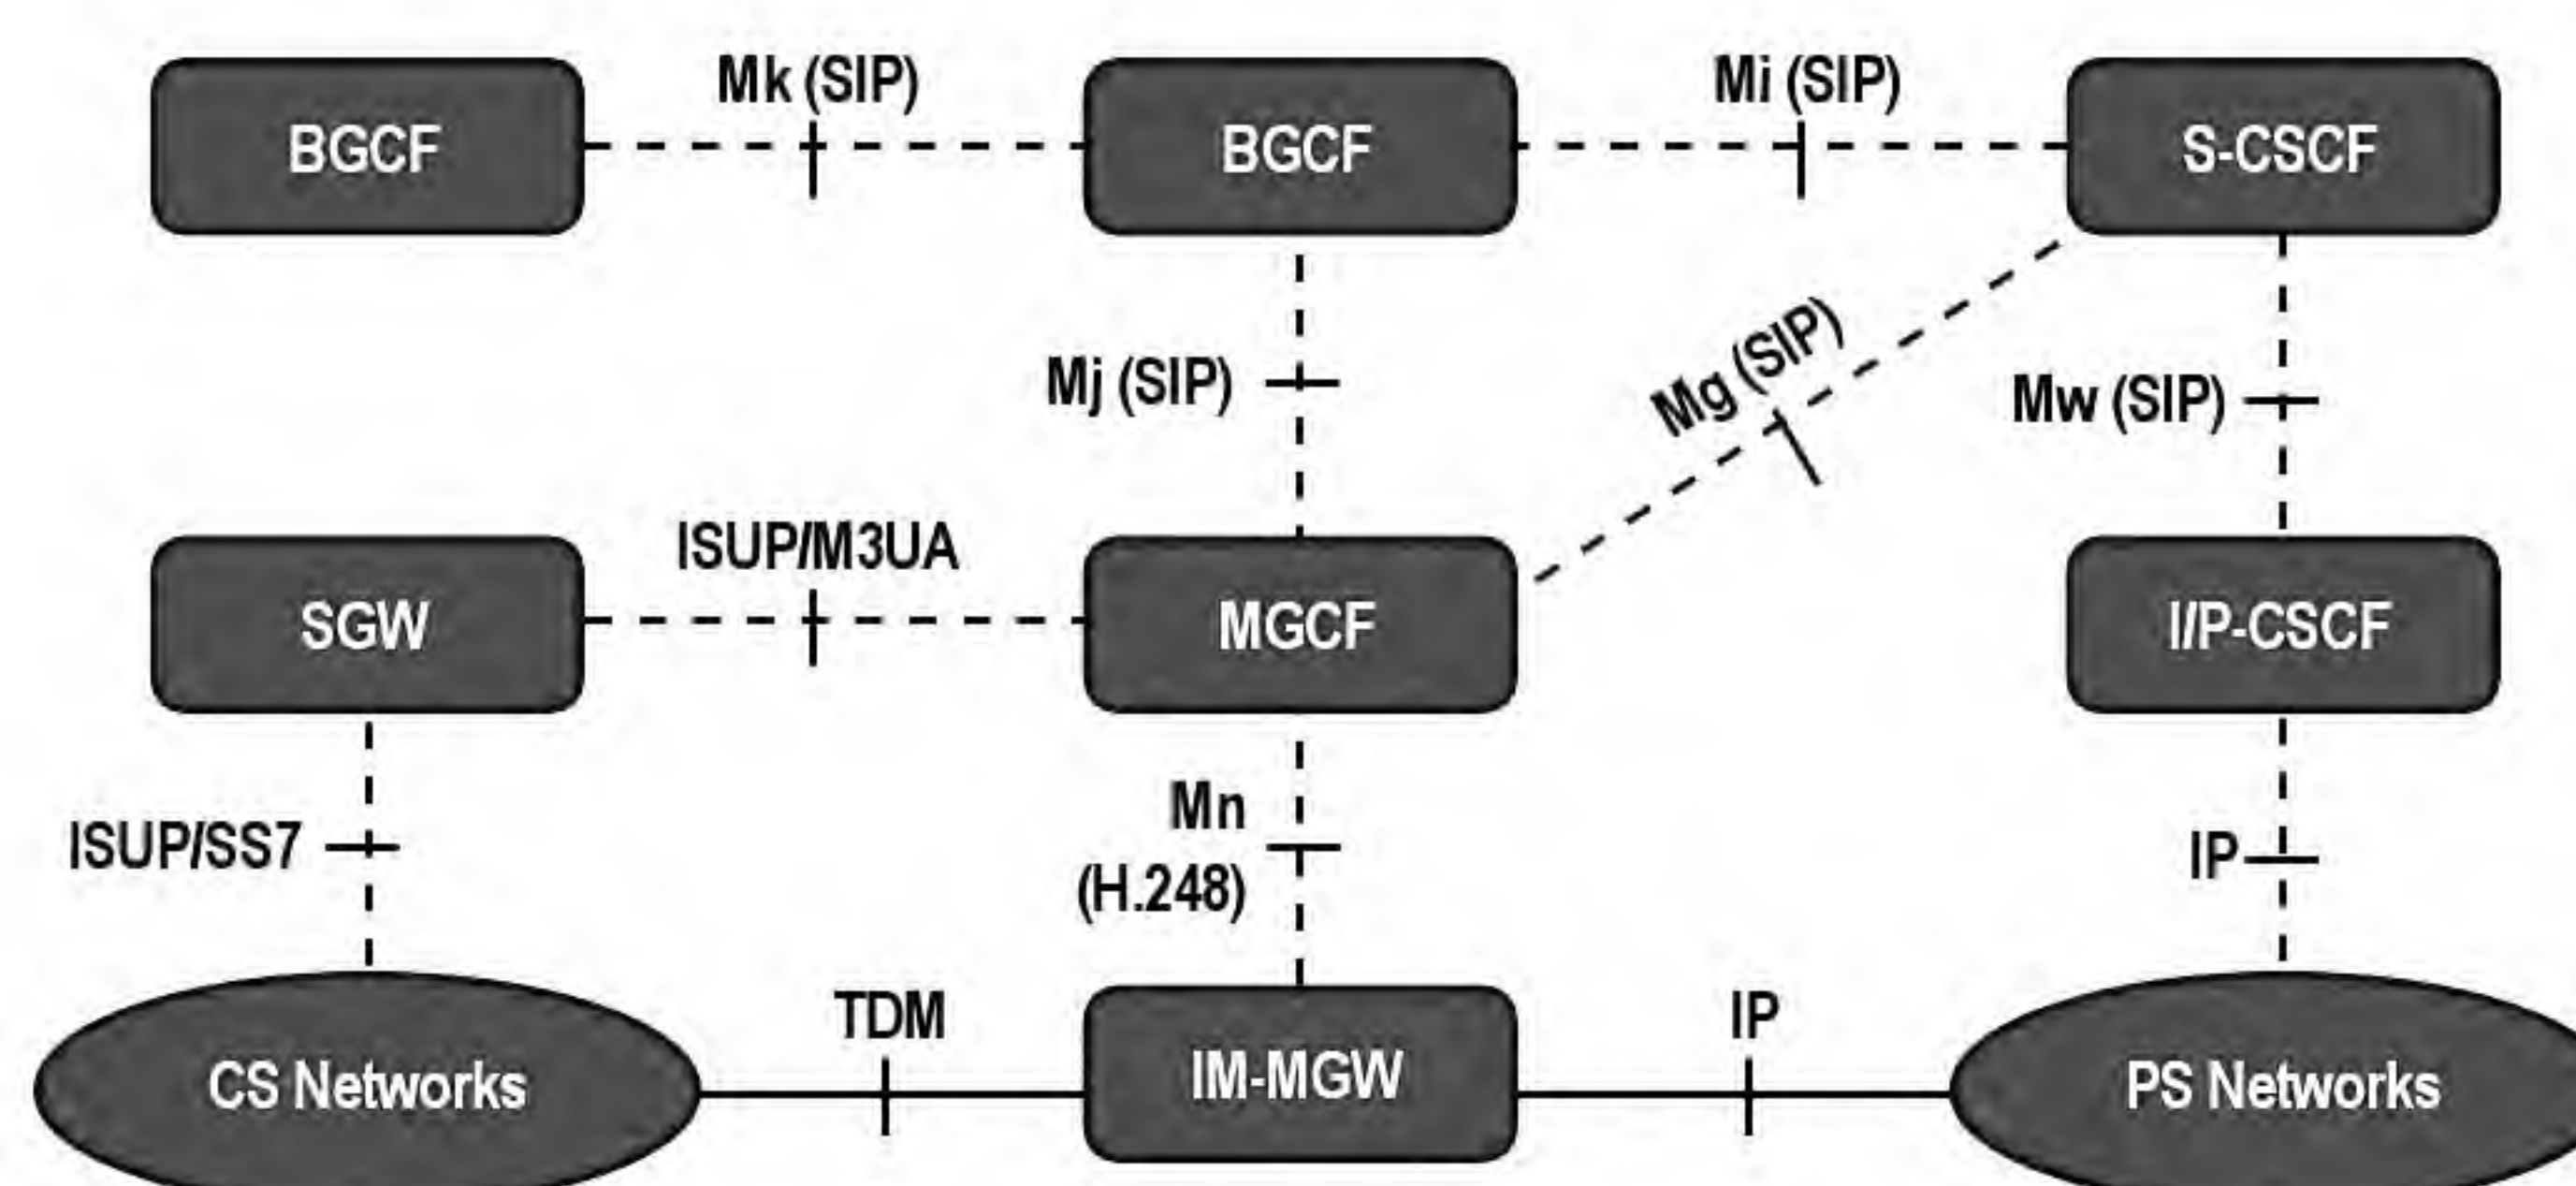 Mk (SIP)
Mi (SIP)
BGCF
BGCF
S-CSCF
Mg (SIP)
Mj (SIP)
Mw (SIP)
ISUP/M3UA
SGW
MGCF
I/P-CSCF
Mn
(H.248)
ISUP/SS7
IP
TDM
IP
CS Networks
IM-MGW
PS Networks